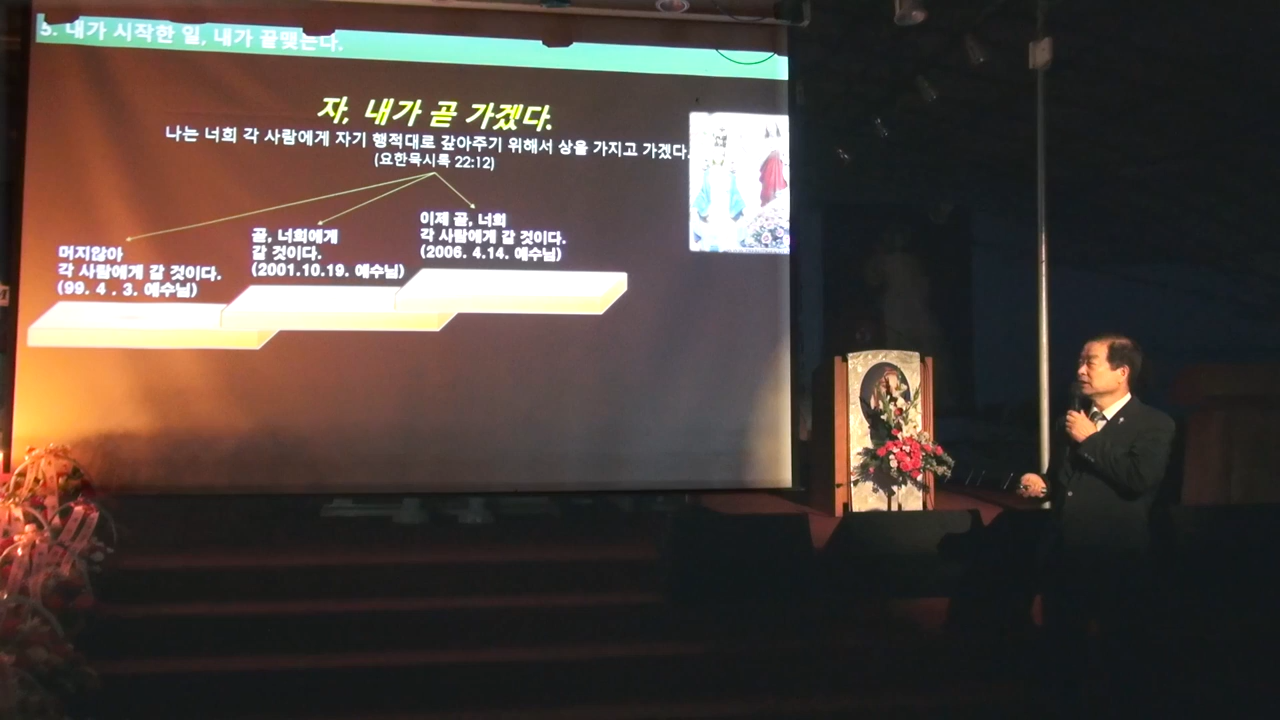 5. 내가 시작한 일, 내가 끝맺는다.
자, 내가 곧 가겠다.
나는 너희 각 사람에게 자기 행적대로 갚아주기 위해서 상을 가지고 가겠다.
(요한묵시록 22:12)
머지않아
각 사람에게 갈 것이다.
(99. 4 . 3. 예수님)
곧, 너희에게
갈 것이다.
(2001.10.19. 예수님)
이제 곧, 너희
각 사람에게 갈 것이다.
(2006. 4.14. 예수님)